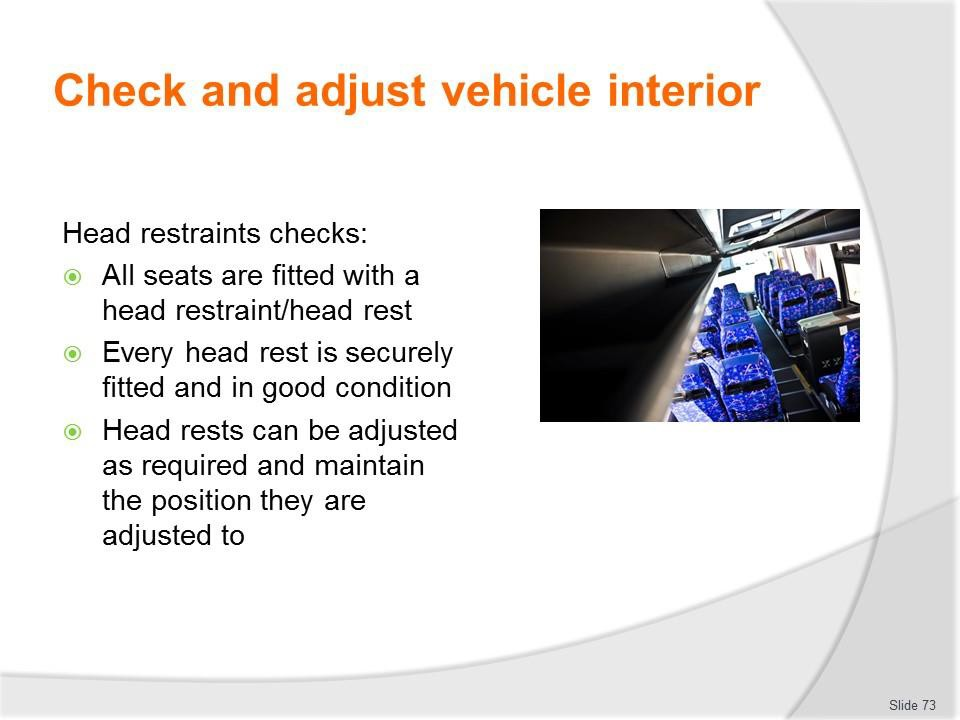 Check and adjust vehicle interior
Head restraints checks:
All seats are fitted with a
head restraint/head rest
Every head rest is securely
fitted and in good condition
Head rests can be adjusted
as required and maintain
the position they are
adjusted to
Slide 73